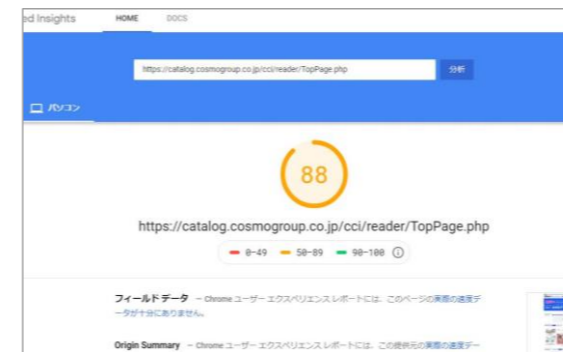 ed Insights HOME DOCS
https://catalog.cosmogroup.co.jp/cci/reader/TopPage.php 分析
パソコン
88
https://catalog.cosmogroup.co.jp/cci/reader/TopPage.php
0-49 50-89 90-100
フィールド データ – Chrome ユーザー エクスペリエンス レポートには、このページの実際の速度デ
ータが十分にありません。
Origin Summary – Chrome ユーザー エクスペリエンス レポートには、この提供元の実際の速度デー